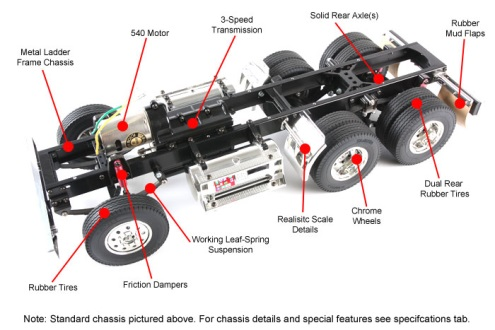 Solid Rear Axle(s)
3-Speed
Transmission
Rubber
Mud Flaps
540 Motor
Metal Ladder
Frame Chassis
Dual Rear
Rubber Tires
Chrome
Wheels
Realisitc Scale
Details
Working Leaf-Spring
Suspension
Friction Dampers
Rubber Tires
Note: Standard chassis pictured above. For chassis details and special features see specifcations tab.